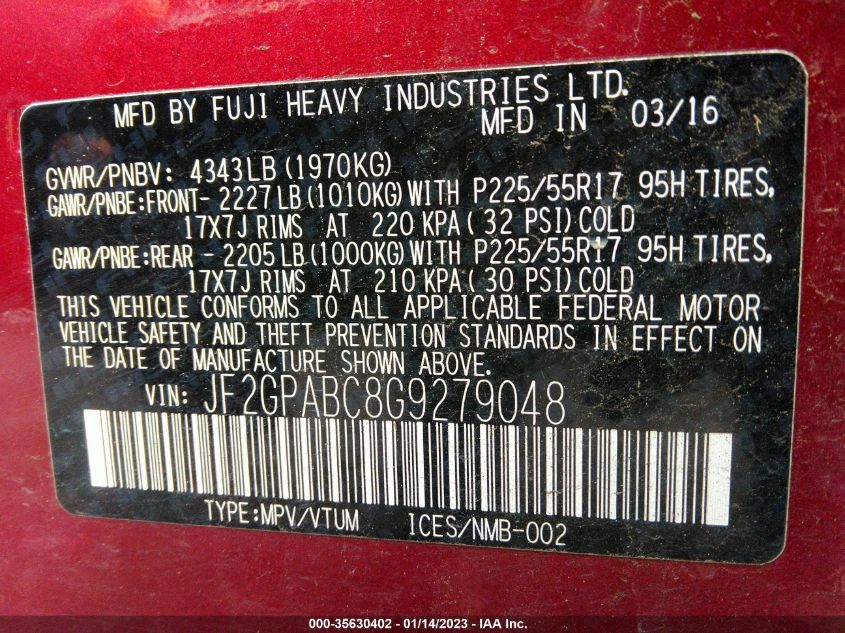 MFD BY FUJI HEAVY INDUSTRIES LTD.
MFD IN 03/16
GVWR/PNBV: 4343LB (1970KG)
GAWR/PNBE:FRONT- 2227 LB (1010KG) WITH P225/55R17 95H TIRES,
17X7J RIMS AT 220 KPA ( 32 PSI) COLD
GAWR/PNBE:REAR - 2205 LB (1000KG) WITH P225/55R17 95H TIRES,
17X7J RIMS AT 210 KPA ( 30 PSI) COLD
THIS VEHICLE CONFORMS TO ALL APPLICABLE FEDERAL MOTOR
VEHICLE SAFETY AND THEFT PREVENTION STANDARDS IN EFFECT ON
THE DATE OF MANUFACTURE SHOWN ABOVE.
VIN: JF2GPABC8G9279048
TYPE:MPV/VTUM ICES/NMB-002
000-35630402 - 01/14/2023 - IAA Inc.